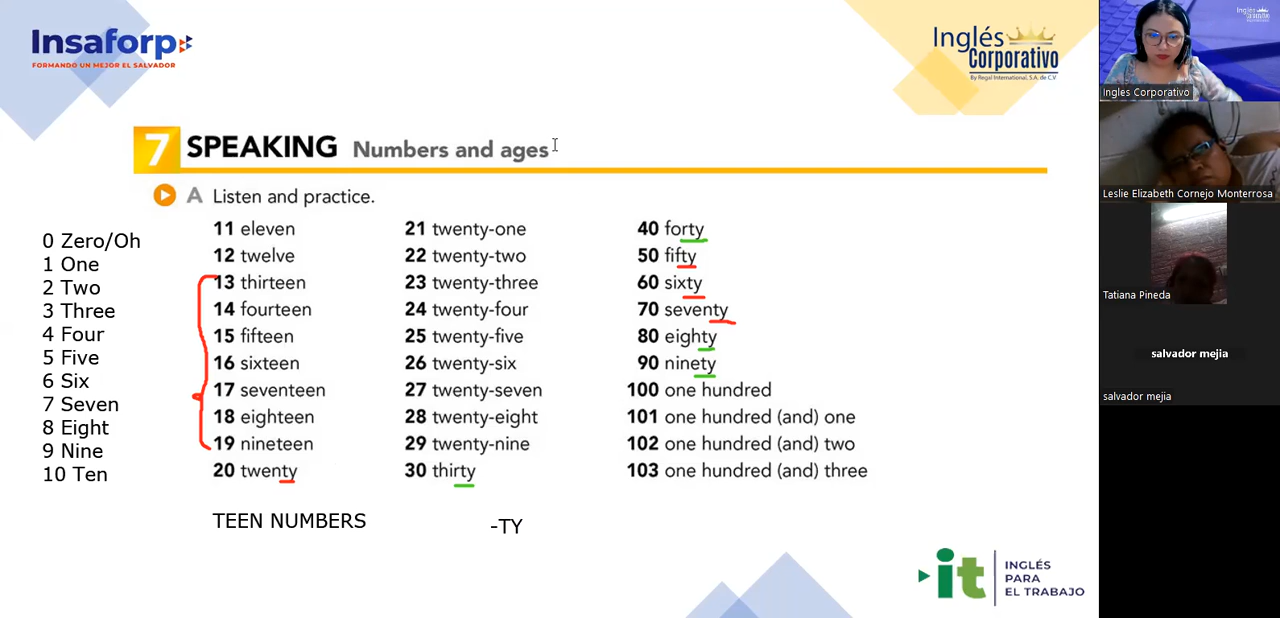 Insaforp
FORMANDO UN MEJOR EL SALVADOR
Inglés
Corporativo
By Regal International, S.A. de C.V
7 SPEAKING Numbers and ages
A Listen and practice.
0 Zero/Oh
1 One
2 Two
3 Three
4 Four
5 Five
6 Six
7 Seven
8 Eight
9 Nine
10 Ten
11 eleven
12 twelve
13 thirteen
14 fourteen
15 fifteen
16 sixteen
17 seventeen
18 eighteen
19 nineteen
20 twenty
21 twenty-one
22 twenty-two
23 twenty-three
24 twenty-four
25 twenty-five
26 twenty-six
27 twenty-seven
28 twenty-eight
29 twenty-nine
30 thirty
40 forty
50 fifty
60 sixty
70 seventy
80 eighty
90 ninety
100 one hundred
101 one hundred (and) one
102 one hundred (and) two
103 one hundred (and) three
TEEN NUMBERS
-TY
it
INGLÉS
PARA
EL TRABAJO
Ingles Corporativo
Leslie Elizabeth Cornejo Monterrosa
Tatiana Pineda
salvador mejia
salvador mejia